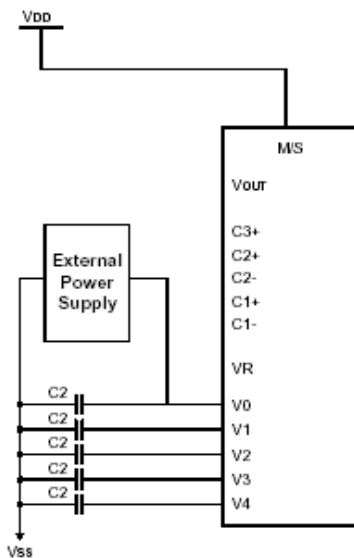 VDD
M/S
VOUT
C3+
C2+
C2-
C1+
C1-
External
Power
Supply
VR
C2
V0
C2
V1
C2
V2
C2
V3
C2
V4
VSS